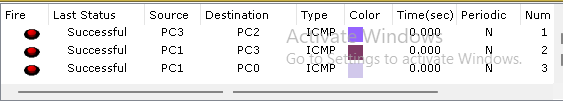 Fire Last Status Source Destination Type Color Time(sec) Periodic Num
Successful PC3 PC2 ICMP 0.000 N 1
Successful PC1 PC3 ICMP 0.000 N 2
Successful PC1 PC0 ICMP 0.000 N 3
Activate Windows
Go to Settings to activate Windows.